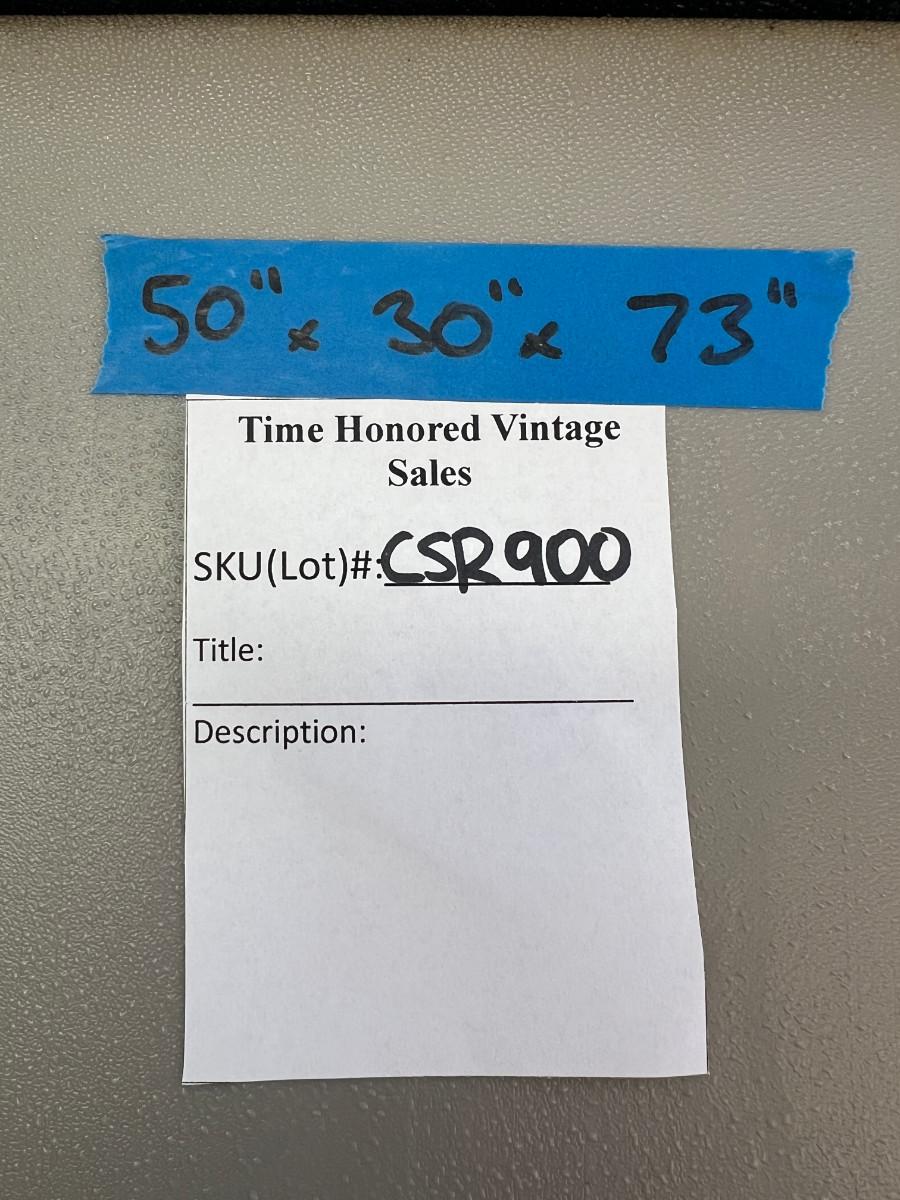 50" x 30" x 73"
Time Honored Vintage
Sales
SKU(Lot)#:CSR900
Title:
Description: